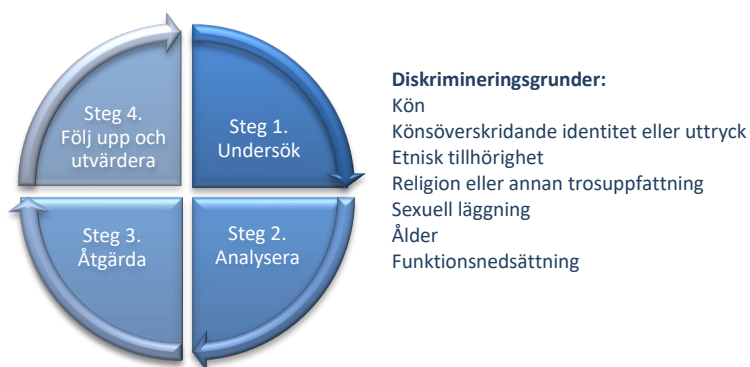 Steg 4.
Följ upp och
utvärdera
Steg 1.
Undersök
Steg 3.
Åtgärda
Steg 2.
Analysera
Diskrimineringsgrunder:
Kön
Könsöverskridande identitet eller uttryck
Etnisk tillhörighet
Religion eller annan trosuppfattning
Sexuell läggning
Ålder
Funktionsnedsättning